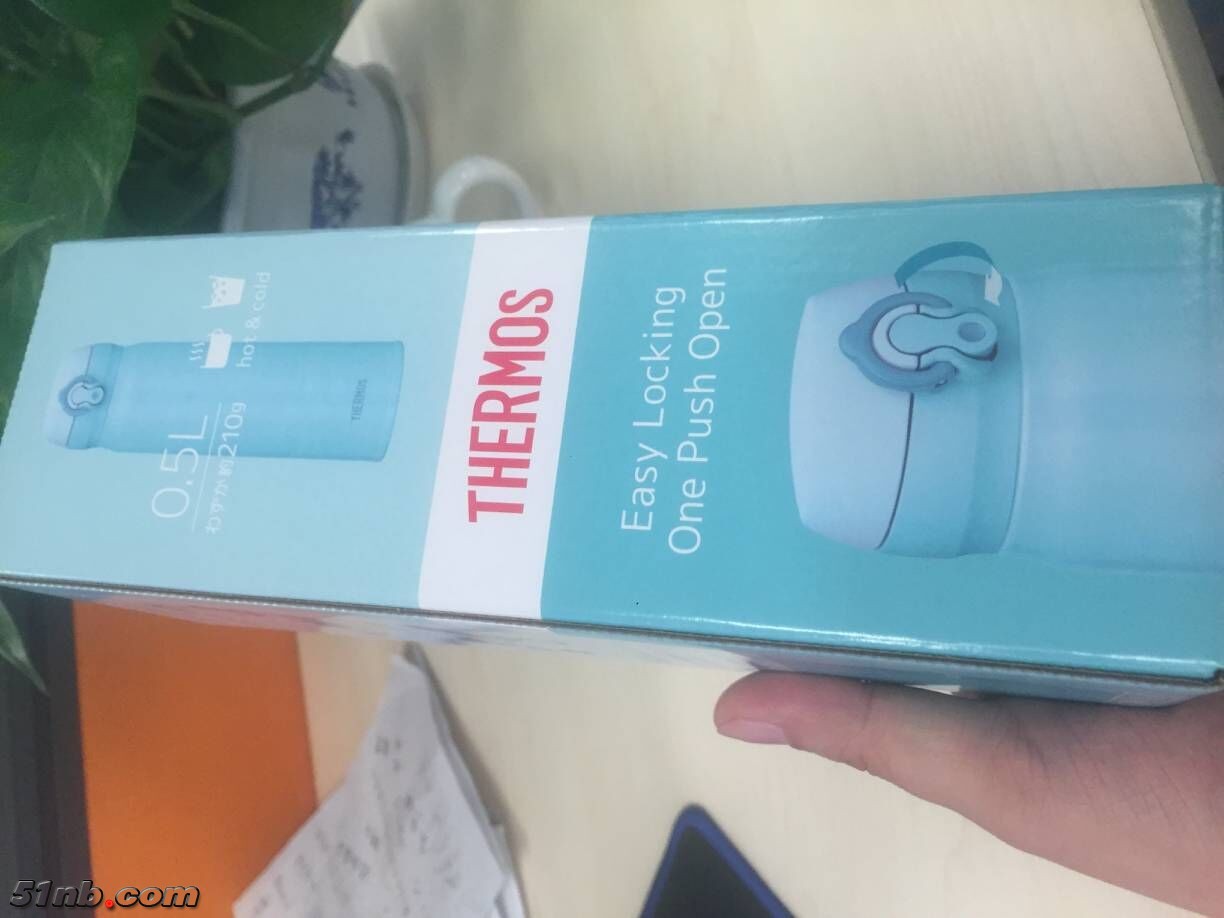 0.5L
わずか約210g
hot & cold
THERMOS
THERMOS
Easy Locking
One Push Open
51nb.com